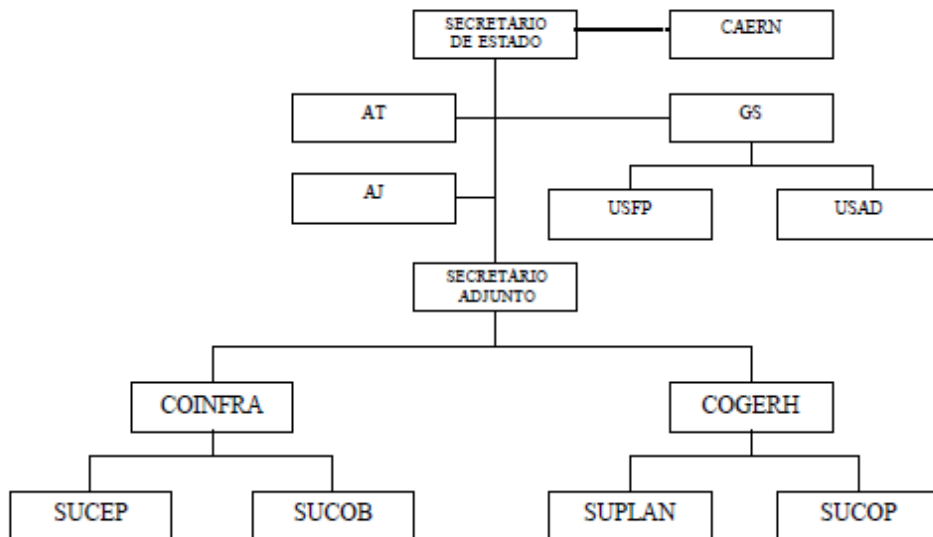 SECRETÁRIO
DE ESTADO
CAERN
AT
GS
AJ
USFP
USAD
SECRETÁRIO
ADJUNTO
COINFRA
COGERH
SUCEP
SUCOB
SUPLAN
SUCOP